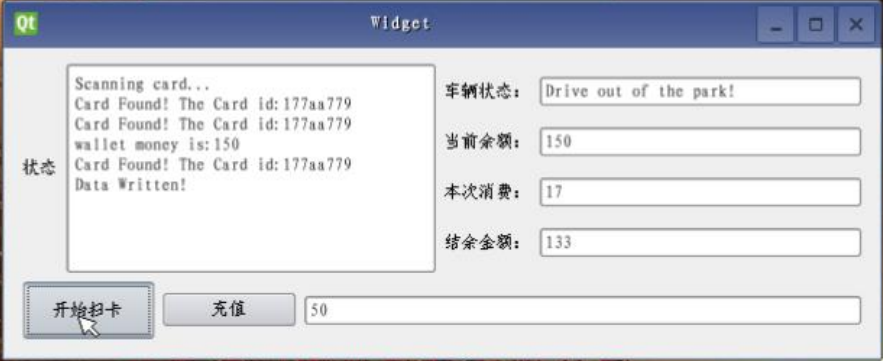 Qt
Widget
状态
Scanning card...
Card Found! The Card id:177aa779
Card Found! The Card id:177aa779
wallet money is:150
Card Found! The Card id:177aa779
Data Written!
车辆状态: Drive out of the park!
当前余额: 150
本次消费: 17
结余金额: 133
开始扫卡 充值 50